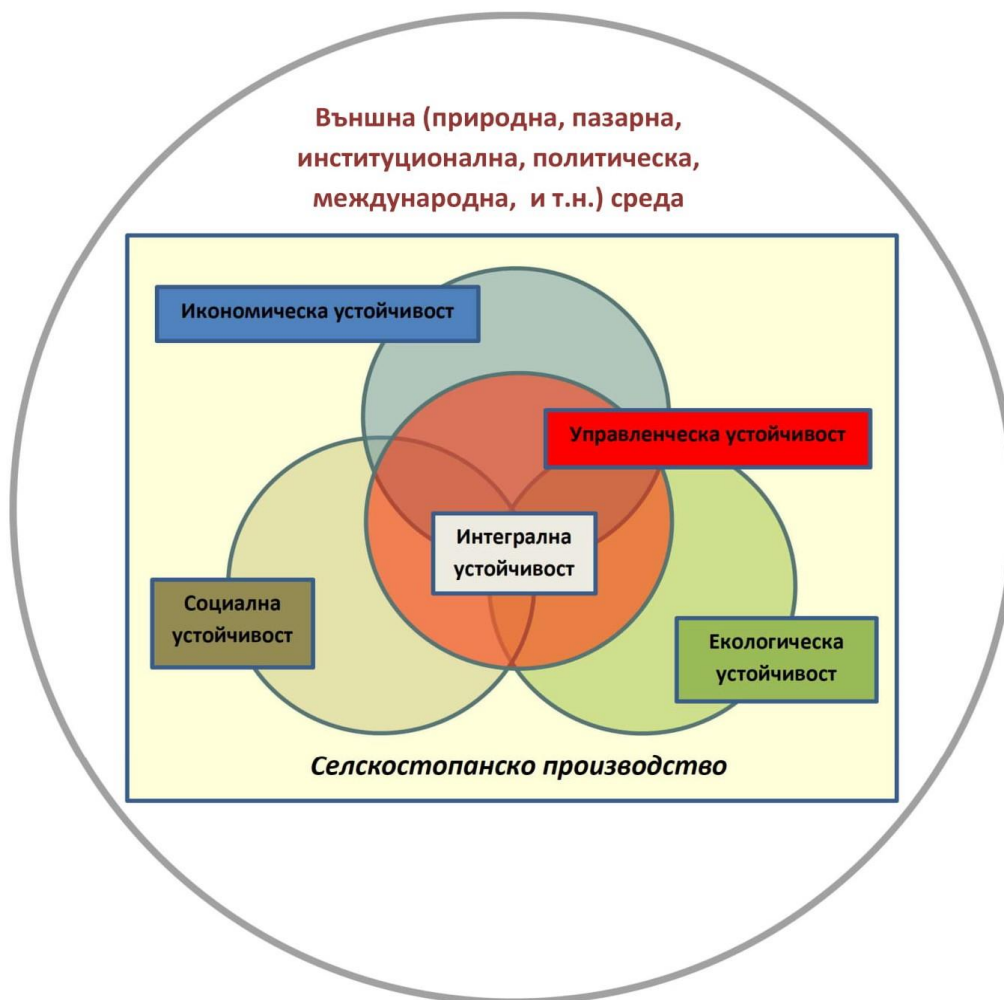 Външна (природна, пазарна,
институционална, политическа,
международна, и т.н.) среда
Икономическа устойчивост
Управленческа устойчивост
Интегрална
устойчивост
Социална
устойчивост
Екологическа
устойчивост
Селскостопанско производство